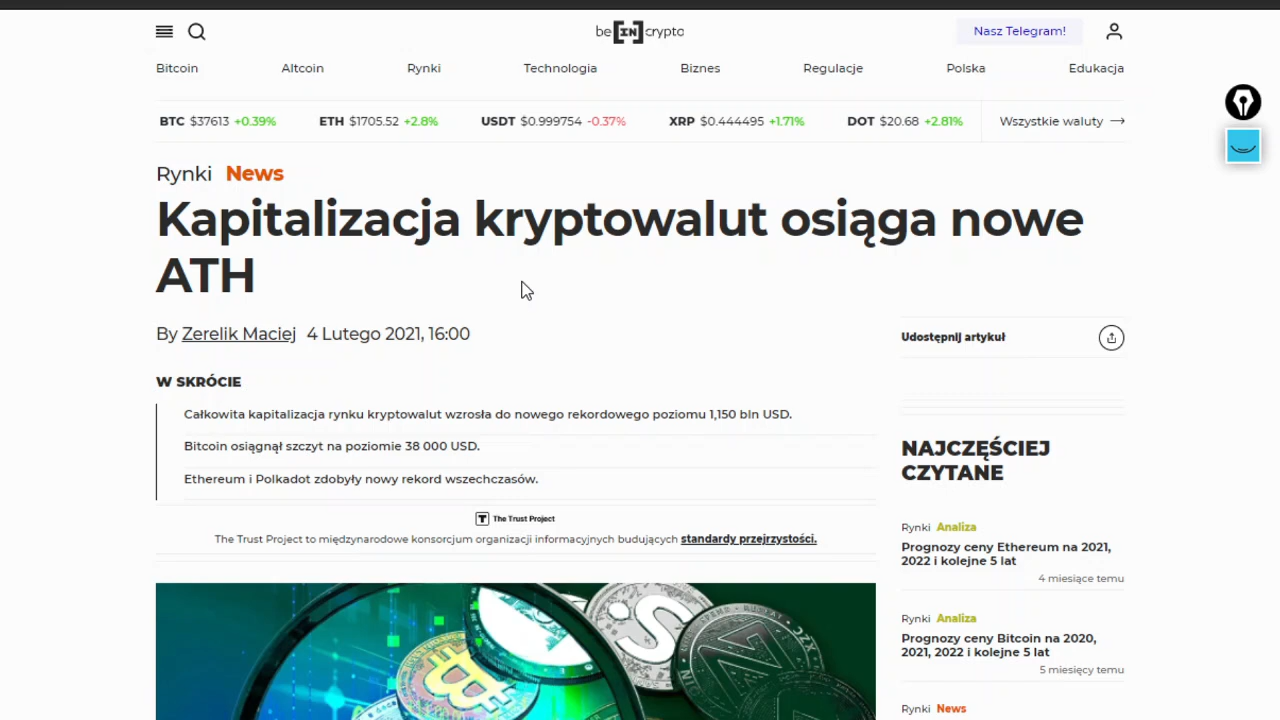 be[IN]crypto
Nasz Telegram!
Bitcoin Altcoin Rynki Technologia Biznes Regulacje Polska Edukacja
BTC $37613 +0.39% ETH $1705.52 +2.8% USDT $0.999754 -0.37% XRP $0.444495 +1.71% DOT $20.68 +2.81% Wszystkie waluty →
Rynki News
Kapitalizacja kryptowalut osiąga nowe
ATH
By Zerelik Maciej 4 Lutego 2021, 16:00
W SKRÓCIE
Całkowita kapitalizacja rynku kryptowalut wzrosła do nowego rekordowego poziomu 1,150 bln USD.
Bitcoin osiągnął szczyt na poziomie 38 000 USD.
Ethereum i Polkadot zdobyły nowy rekord wszechczasów.
The Trust Project
The Trust Project to międzynarodowe konsorcjum organizacji informacyjnych budujących standardy przejrzystości.
Udostępnij artykuł
NAJCZĘŚCIEJ
CZYTANE
Rynki Analiza
Prognozy ceny Ethereum na 2021,
2022 i kolejne 5 lat
4 miesiące temu
Rynki Analiza
Prognozy ceny Bitcoin na 2020,
2021, 2022 i kolejne 5 lat
5 miesięcy temu
Rynki News